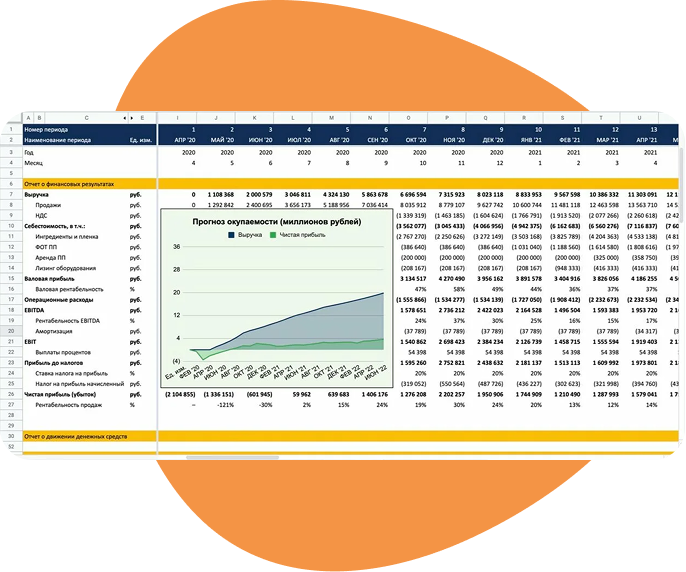 A B C E I J K L M N O P Q R S T U
1 Номер периода 1 2 3 4 5 6 7 8 9 10 11 12 13
2 Наименование периода Ед. изм. АПР '20 МАЙ '20 ИЮН '20 ИЮЛ '20 АВГ '20 СЕН '20 ОКТ '20 НОЯ '20 ДЕК '20 ЯНВ '21 ФЕВ '21 МАР '21 АПР '21
3 Год 2020 2020 2020 2020 2020 2020 2020 2020 2020 2021 2021 2021 2021
4 Месяц 4 5 6 7 8 9 10 11 12 1 2 3 4
6 Отчет о финансовых результатах
7 Выручка руб. 0 1 108 368 2 000 579 3 046 811 4 324 130 5 863 678 6 696 594 7 315 923 8 023 118 8 833 953 9 567 598 10 386 332 11 303 091
8 Продажи руб. 0 1 292 842 2 400 695 3 656 173 5 188 956 7 036 414 8 035 912 8 779 107 9 627 742 10 600 744 11 481 118 12 463 598 13 563 710
9 НДС руб. (1 339 319) (1 463 185) (1 604 624) (1 766 791) (1 913 520) (2 077 266) (2 260 618)
10 Себестоимость, в т.ч.: руб. (3 562 077) (3 045 433) (4 066 956) (4 942 375) (6 162 683) (6 560 276) (7 116 837)
11 Ингредиенты и пленка руб. (2 767 270) (2 250 626) (3 272 149) (3 503 168) (3 825 789) (4 204 363) (4 533 138)
12 ФОТ ПП руб. (386 640) (386 640) (386 640) (1 031 040) (1 188 560) (1 614 580) (1 808 616)
13 Аренда ПП руб. (200 000) (200 000) (200 000) (200 000) (200 000) (325 000) (358 750)
14 Лизинг оборудования руб. (208 167) (208 167) (208 167) (208 167) (948 333) (416 333) (416 333)
15 Валовая прибыль руб. 3 134 517 4 270 490 3 956 162 3 891 578 3 404 916 3 826 056 4 186 255
16 Валовая рентабельность % 47% 58% 49% 44% 36% 37% 37%
17 Операционные расходы руб. (1 555 866) (1 534 277) (1 534 139) (1 727 050) (1 908 412) (2 232 673) (2 232 534)
18 EBITDA руб. 1 578 651 2 736 212 2 422 023 2 164 528 1 496 504 1 593 383 1 953 720
19 Рентабельность EBITDA % 24% 37% 30% 25% 16% 15% 17%
20 Амортизация руб. (37 789) (37 789) (37 789) (37 789) (37 789) (37 789) (34 317)
21 EBIT руб. 1 540 862 2 698 423 2 384 234 2 126 739 1 458 715 1 555 594 1 919 403
22 Выплаты процентов руб. 54 398 54 398 54 398 54 398 54 398 54 398 54 398
23 Прибыль до налогов руб. 1 595 260 2 752 821 2 438 632 2 181 137 1 513 113 1 609 992 1 973 801
24 Ставка налога на прибыль % 20% 20% 20% 20% 20% 20% 20%
25 Налог на прибыль начисленный руб. (319 052) (550 564) (487 726) (436 227) (302 623) (321 998) (394 760)
26 Чистая прибыль (убыток) руб. (2 104 855) (1 336 151) (601 945) 59 962 639 683 1 406 176 1 276 208 2 202 257 1 950 906 1 744 909 1 210 490 1 287 993 1 579 041
27 Рентабельность продаж % – -121% -30% 2% 15% 24% 19% 30% 24% 20% 13% 12% 14%
28
29
30 Отчет о движении денежных средств
52
Прогноз окупаемости (миллионов рублей)
Выручка Чистая прибыль
36
28
20
12
4
(4)
Ед. изм. ФЕВ '20 АПР '20 ИЮН '20 АВГ '20 ОКТ '20 ДЕК '20 ФЕВ '21 АПР '21 ИЮН '21 АВГ '21 ОКТ '21 ДЕК '21 ФЕВ '22 АПР '22 ИЮН '22